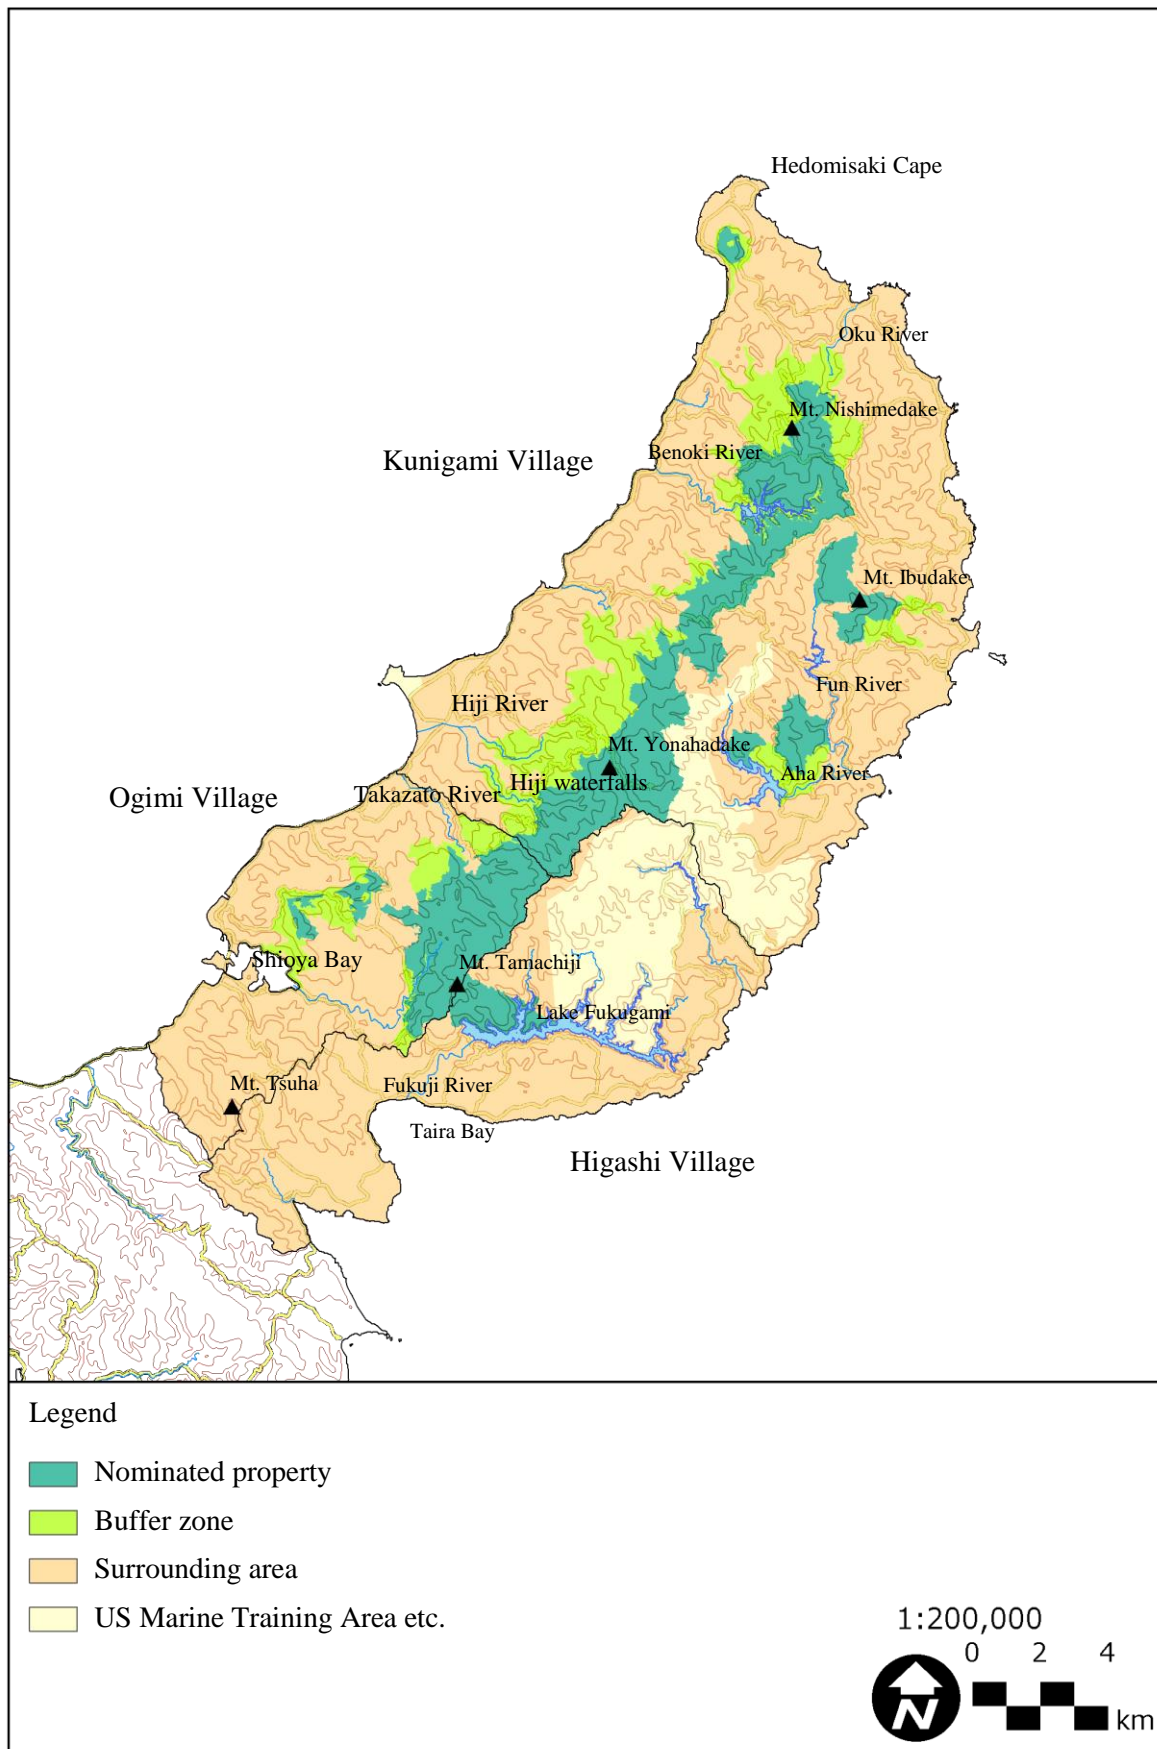 Hedomisaki Cape
Oku River
Mt. Nishimedake
Benoki River
Kunigami Village
Mt. Ibudake
Fun River
Hiji River
Mt. Yonahadake
Aha River
Hiji waterfalls
Ogimi Village
Takazato River
Shioya Bay
Mt. Tamachiji
Lake Fukugami
Mt. Tsuha
Fukuji River
Taira Bay
Higashi Village
Legend
Nominated property
Buffer zone
Surrounding area
US Marine Training Area etc.
1:200,000
0 2 4
km
N